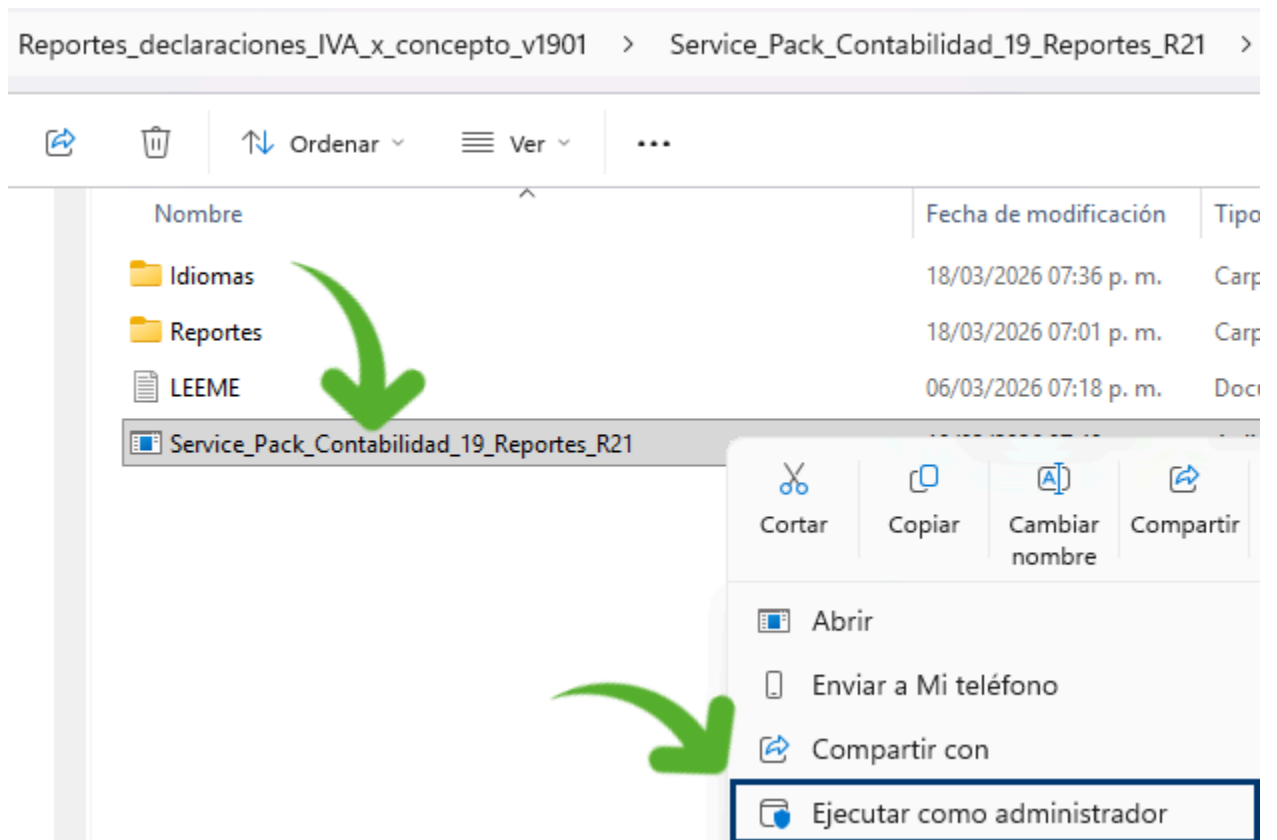 Reportes_declaraciones_IVA_x_concepto_v1901 > Service_Pack_Contabilidad_19_Reportes_R21 >
Ordenar Ver ...
Nombre Fecha de modificación
Idiomas 18/03/2026 07:36 p. m.
Reportes 18/03/2026 07:01 p. m.
LEEME 06/03/2026 07:18 p. m.
Service_Pack_Contabilidad_19_Reportes_R21
Cortar Copiar Cambiar nombre Compartir
Abrir
Enviar a Mi teléfono
Compartir con
Ejecutar como administrador